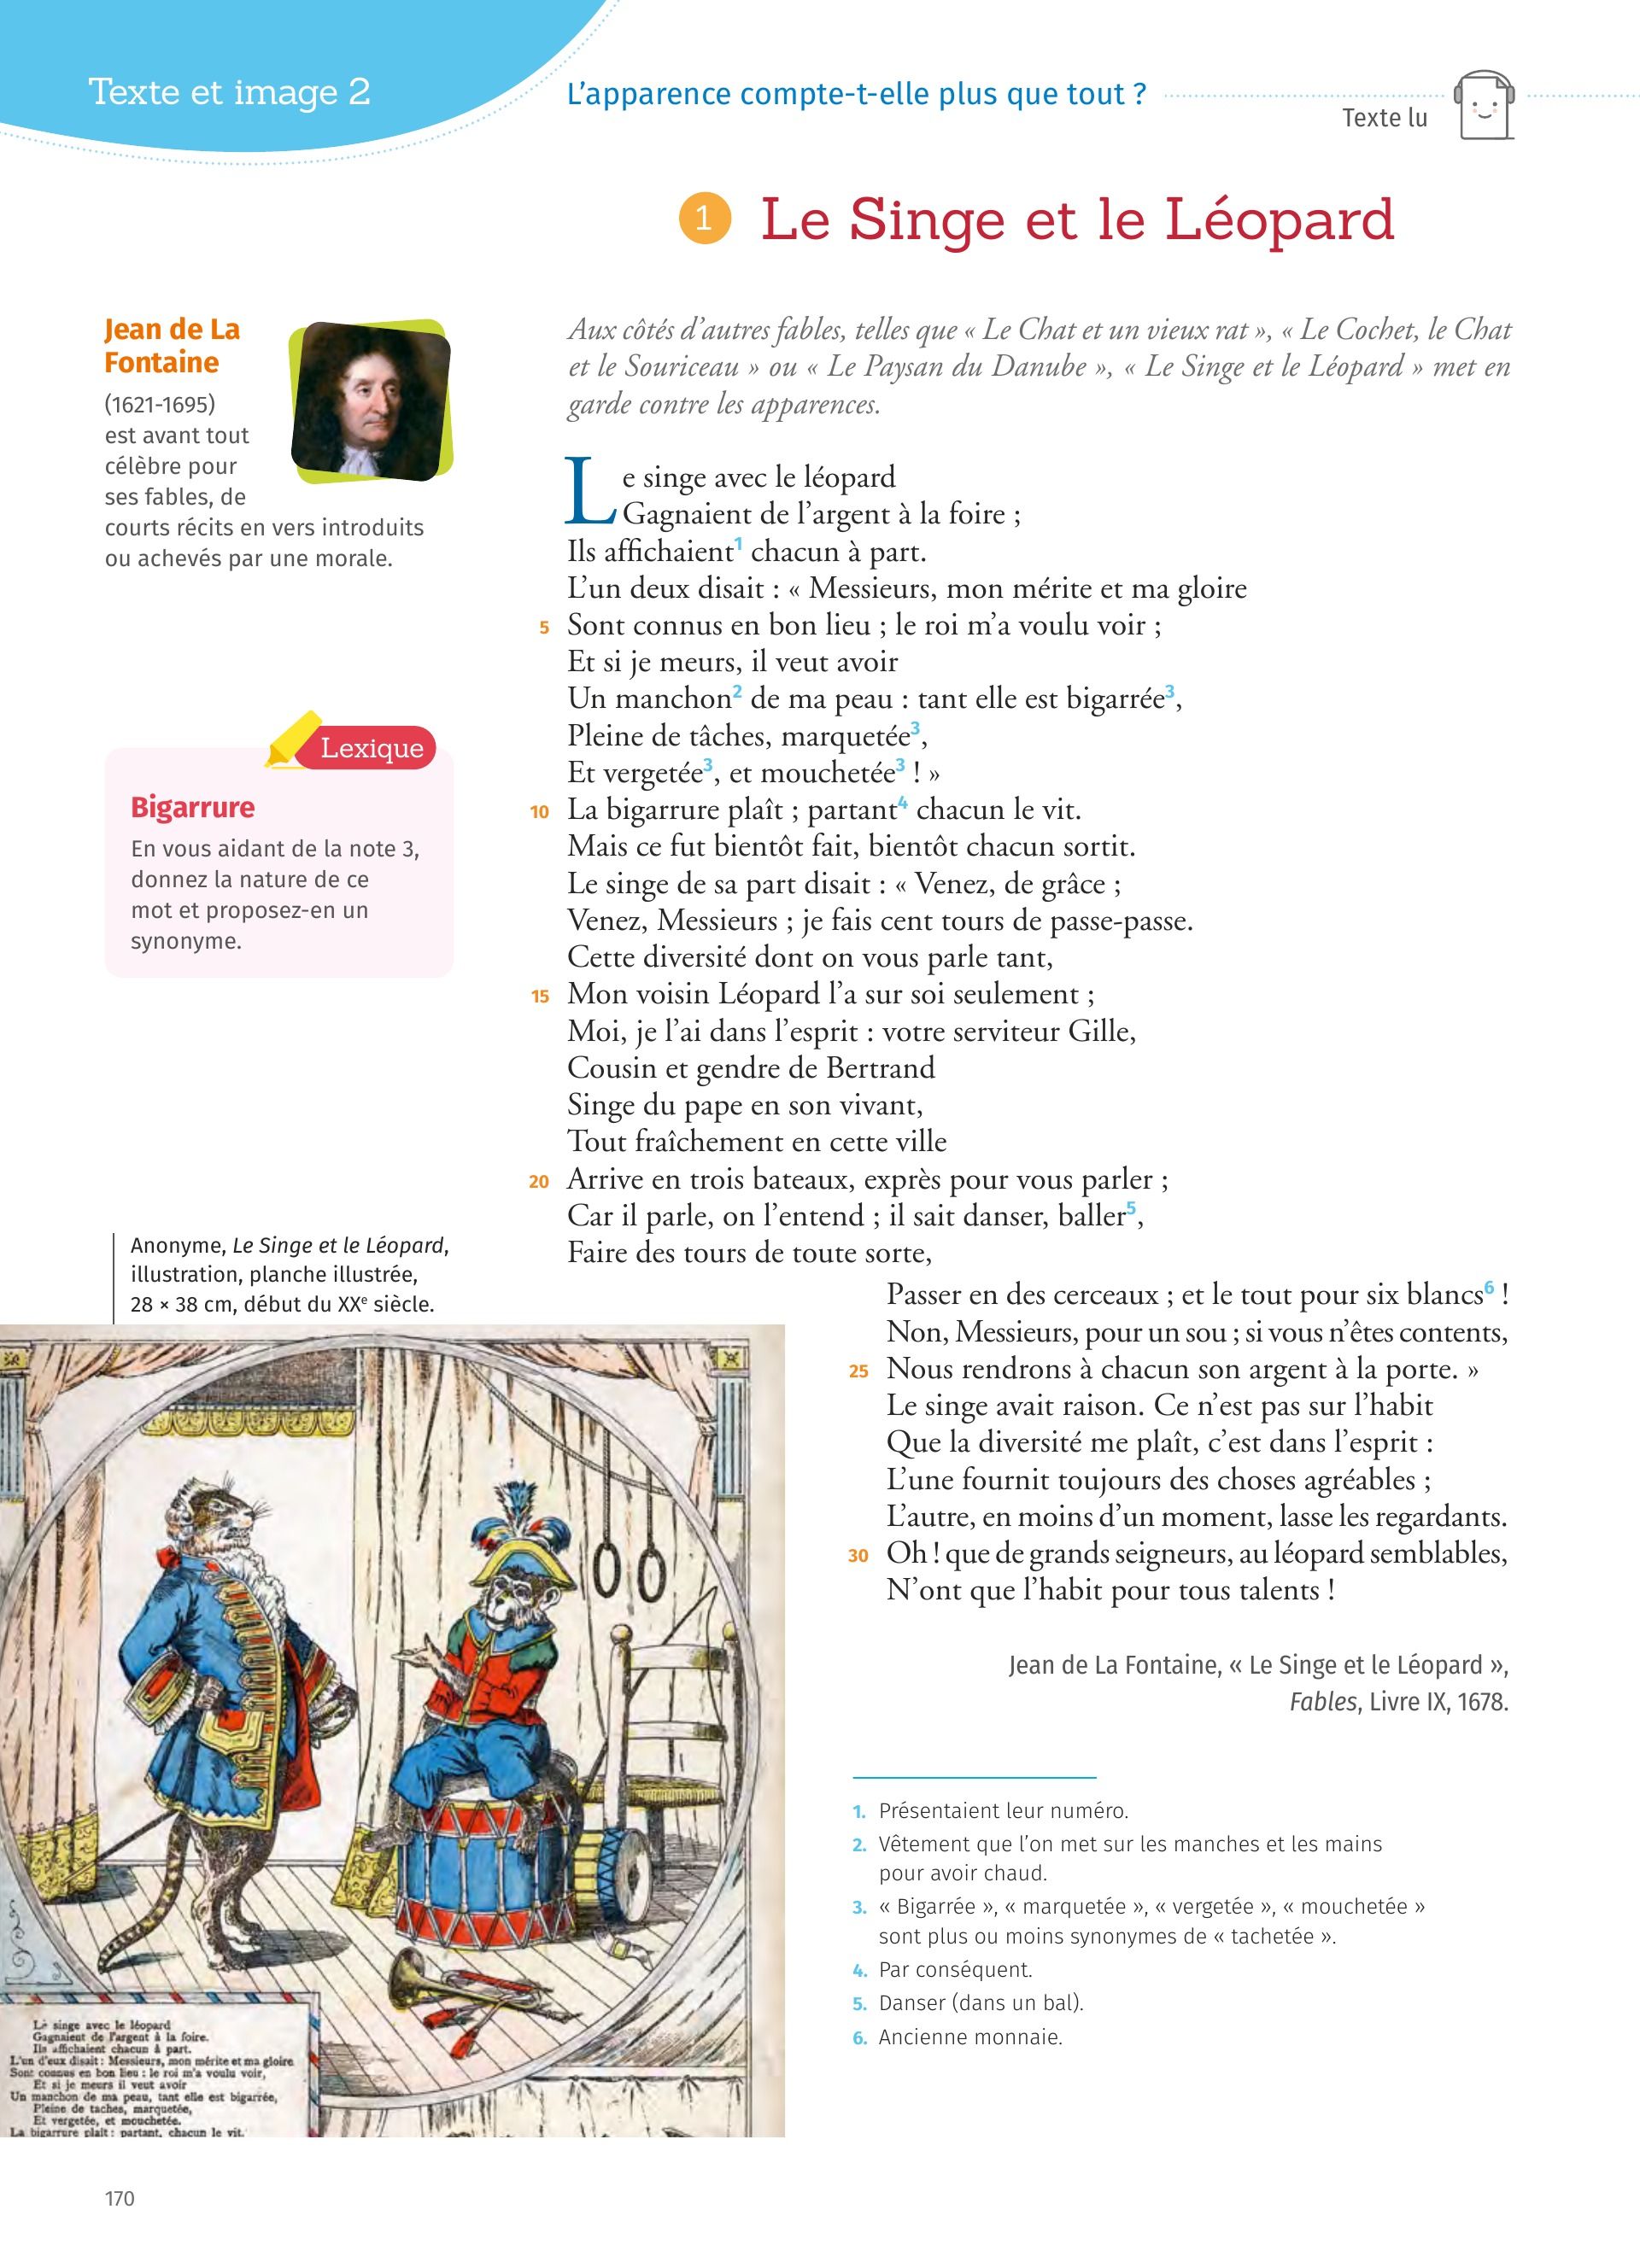 Texte et image 2
L’apparence compte-t-elle plus que tout ?
Texte lu
1 Le Singe et le Léopard
Jean de La
Fontaine
(1621-1695)
est avant tout
célèbre pour
ses fables, de
courts récits en vers introduits
ou achevés par une morale.
Lexique
Bigarrure
En vous aidant de la note 3,
donnez la nature de ce
mot et proposez-en un
synonyme.
Aux côtés d’autres fables, telles que « Le Chat et un vieux rat », « Le Cochet, le Chat
et le Souriceau » ou « Le Paysan du Danube », « Le Singe et le Léopard » met en
garde contre les apparences.
Le singe avec le léopard
Gagnaient de l’argent à la foire ;
Ils affichaient1 chacun à part.
L’un deux disait : « Messieurs, mon mérite et ma gloire
5 Sont connus en bon lieu ; le roi m’a voulu voir ;
Et si je meurs, il veut avoir
Un manchon2 de ma peau : tant elle est bigarrée3,
Pleine de tâches, marquetée3,
Et vergetée3, et mouchetée3 ! »
10 La bigarrure plaît ; partant4 chacun le vit.
Mais ce fut bientôt fait, bientôt chacun sortit.
Le singe de sa part disait : « Venez, de grâce ;
Venez, Messieurs ; je fais cent tours de passe-passe.
Cette diversité dont on vous parle tant,
15 Mon voisin Léopard l’a sur soi seulement ;
Moi, je l’ai dans l’esprit : votre serviteur Gille,
Cousin et gendre de Bertrand
Singe du pape en son vivant,
Tout fraîchement en cette ville
20 Arrive en trois bateaux, exprès pour vous parler ;
Car il parle, on l’entend ; il sait danser, baller5,
Faire des tours de toute sorte,
Passer en des cerceaux ; et le tout pour six blancs6 !
Non, Messieurs, pour un sou ; si vous n’êtes contents,
25 Nous rendrons à chacun son argent à la porte. »
Le singe avait raison. Ce n’est pas sur l’habit
Que la diversité me plaît, c’est dans l’esprit :
L’une fournit toujours des choses agréables ;
L’autre, en moins d’un moment, lasse les regardants.
30 Oh ! que de grands seigneurs, au léopard semblables,
N’ont que l’habit pour tous talents !
Jean de La Fontaine, « Le Singe et le Léopard »,
Fables, Livre IX, 1678.
Anonyme, Le Singe et le Léopard,
illustration, planche illustrée,
28 × 38 cm, début du XXe siècle.
Le singe avec le léopard
Gagnaient de l'argent à la foire.
Ils affichaient chacun à part.
L'un d'eux disait : Messieurs, mon mérite et ma gloire
Sont connus en bon lieu : le roi m'a voulu voir,
Et si je meurs il veut avoir
Un manchon de ma peau, tant elle est bigarrée,
Pleine de taches, marquetée,
Et vergetée, et mouchetée.
La bigarrure plaît : partant, chacun le vit.
1. Présentaient leur numéro.
2. Vêtement que l’on met sur les manches et les mains
pour avoir chaud.
3. « Bigarrée », « marquetée », « vergetée », « mouchetée »
sont plus ou moins synonymes de « tachetée ».
4. Par conséquent.
5. Danser (dans un bal).
6. Ancienne monnaie.
170